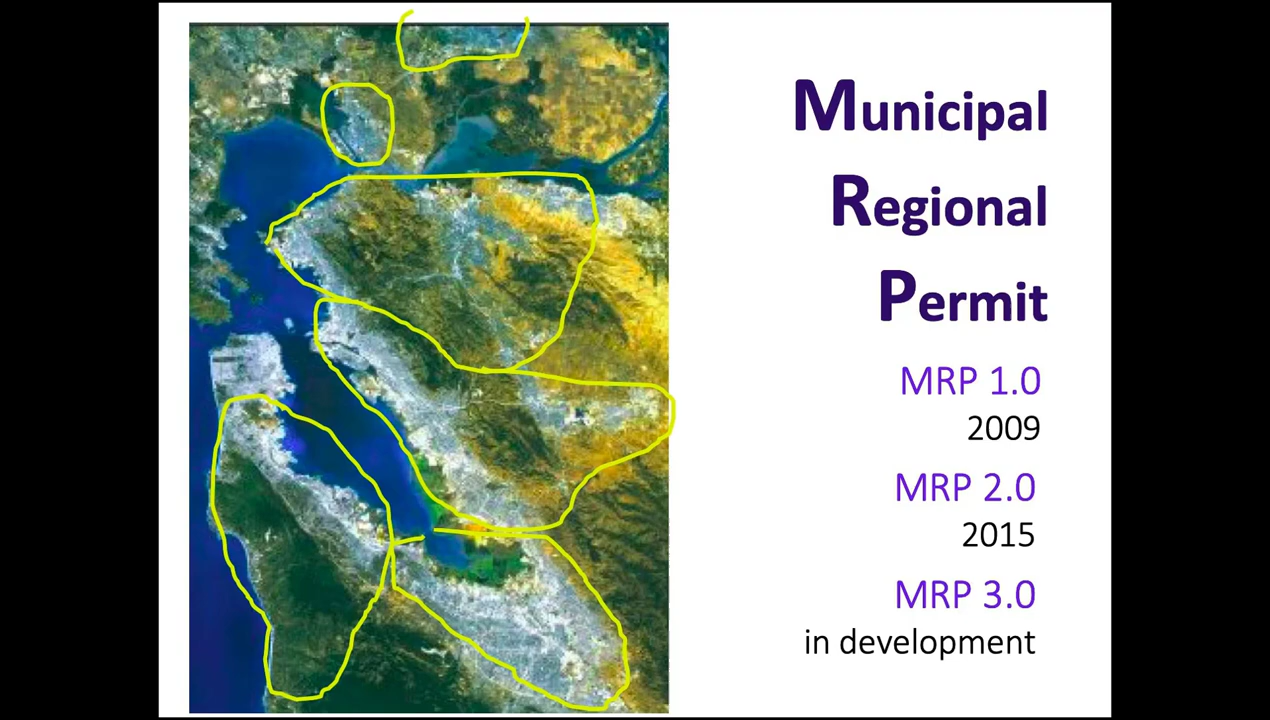 Municipal
Regional
Permit
MRP 1.0
2009
MRP 2.0
2015
MRP 3.0
in development